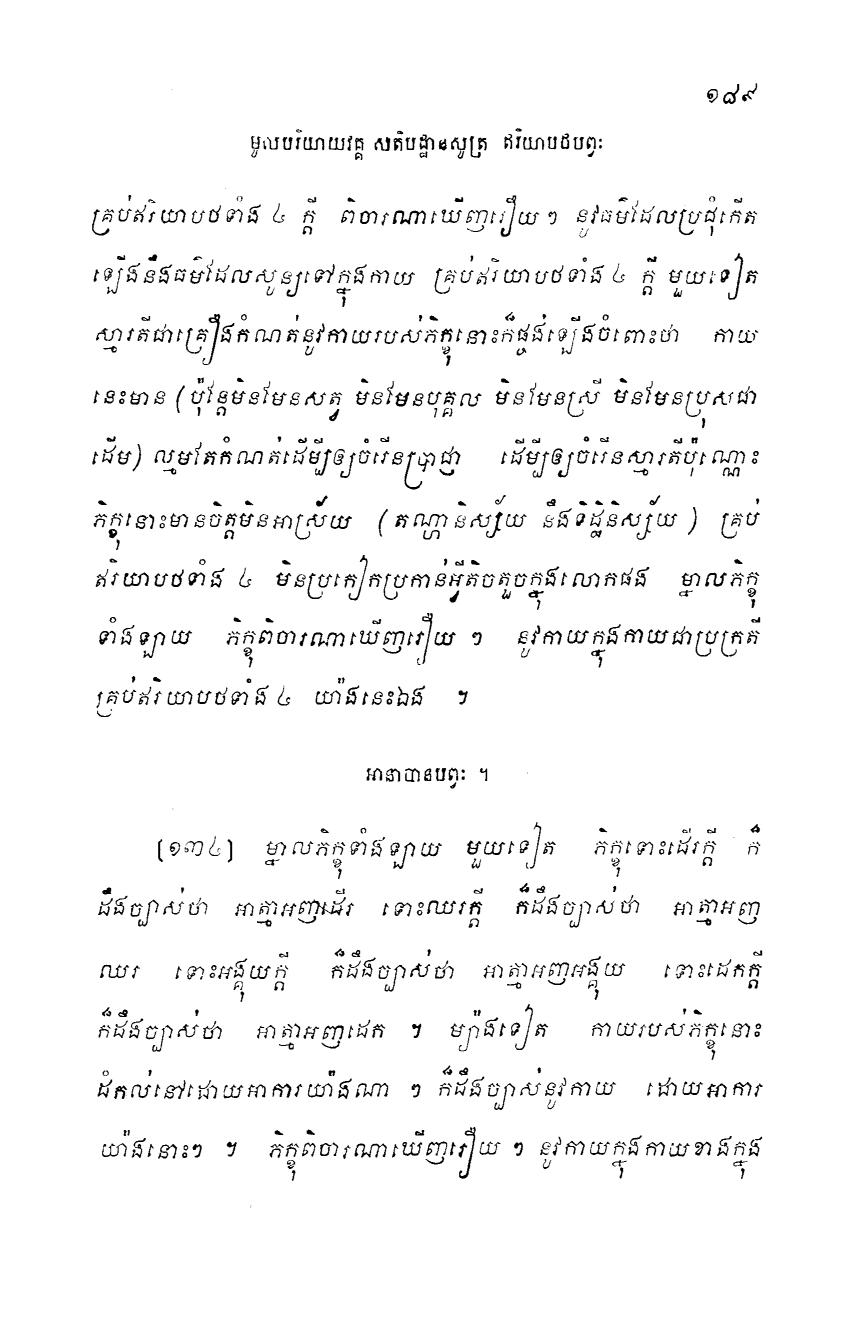 ១៨៩
មូលបរិយាយវគ្គ សតិបដ្ឋានសូត្រ ឥរិយាបដបព្វៈ
គ្រប់ឥរិយាបថទាំង ៤ ក្តី ពិចារណាឃើញរឿយ ៗ នូវធម៌ដែលប្រជុំកើត
ឡើងនឹងធម៌ដែលសូន្យទៅក្នុងកាយ គ្រប់ឥរិយាបថទាំង ៤ ក្តី មួយទៀត
ស្មារតីជាគ្រឿងកំណត់នូវកាយរបស់ភិក្ខុនោះក៏ផ្ចង់ឡើងចំពោះថា កាយ
នេះមាន (ប៉ុន្តែមិនមែនសត្វ មិនមែនបុគ្គល មិនមែនស្រី មិនមែនប្រុសជា
ដើម) ល្មមតែកំណត់ដើម្បីឲ្យចំរើនប្រាជ្ញា ដើម្បីឲ្យចំរើនស្មារតីប៉ុណ្ណោះ
ភិក្ខុនោះមានចិត្តមិនអាស្រ័យ (តណ្ហានិស្ស័យ នឹងទិដ្ឋិនិស្ស័យ ) គ្រប់
ឥរិយាបថទាំង ៤ មិនប្រកៀកប្រកាន់អ្វីតិចតួចក្នុងលោកផង ម្នាលភិក្ខុ
ទាំងឡាយ ភិក្ខុពិចារណាឃើញរឿយ ៗ នូវកាយក្នុងកាយជាប្រក្រតី
គ្រប់ឥរិយាបថទាំង ៤ យ៉ាងនេះឯង ។
អានាបានបព្វៈ ។
[១៣៤] ម្នាលភិក្ខុទាំងឡាយ មួយទៀត ភិក្ខុទោះដើរក្តី ក៏
ដឹងច្បាស់ថា អាត្មាអញដើរ ទោះឈរក្តី ក៏ដឹងច្បាស់ថា អាត្មាអញ
ឈរ ទោះអង្គុយក្តី ក៏ដឹងច្បាស់ថា អាត្មាអញអង្គុយ ទោះដេកក្តី
ក៏ដឹងច្បាស់ថា អាត្មាអញដេក ។ ម្យ៉ាងទៀត កាយរបស់ភិក្ខុនោះ
ដំកល់នៅដោយអាការយ៉ាងណា ៗ ក៏ដឹងច្បាស់នូវកាយ ដោយអាការ
យ៉ាងនោះៗ ។ ភិក្ខុពិចារណាឃើញរឿយ ៗ នូវកាយក្នុងកាយខាងក្នុង